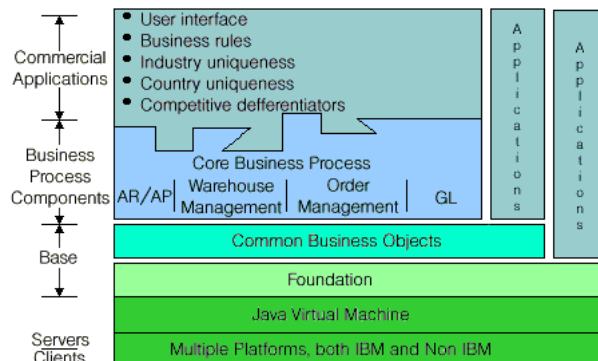 Commercial
Applications
• User interface
• Business rules
• Industry uniqueness
• Country uniqueness
• Competitive defferentiators
Applications
Applications
Business
Process
Components
Core Business Process
AR/AP
Warehouse
Management
Order
Management
GL
Base
Common Business Objects
Foundation
Java Virtual Machine
Servers
Clients
Multiple Platforms, both IBM and Non IBM